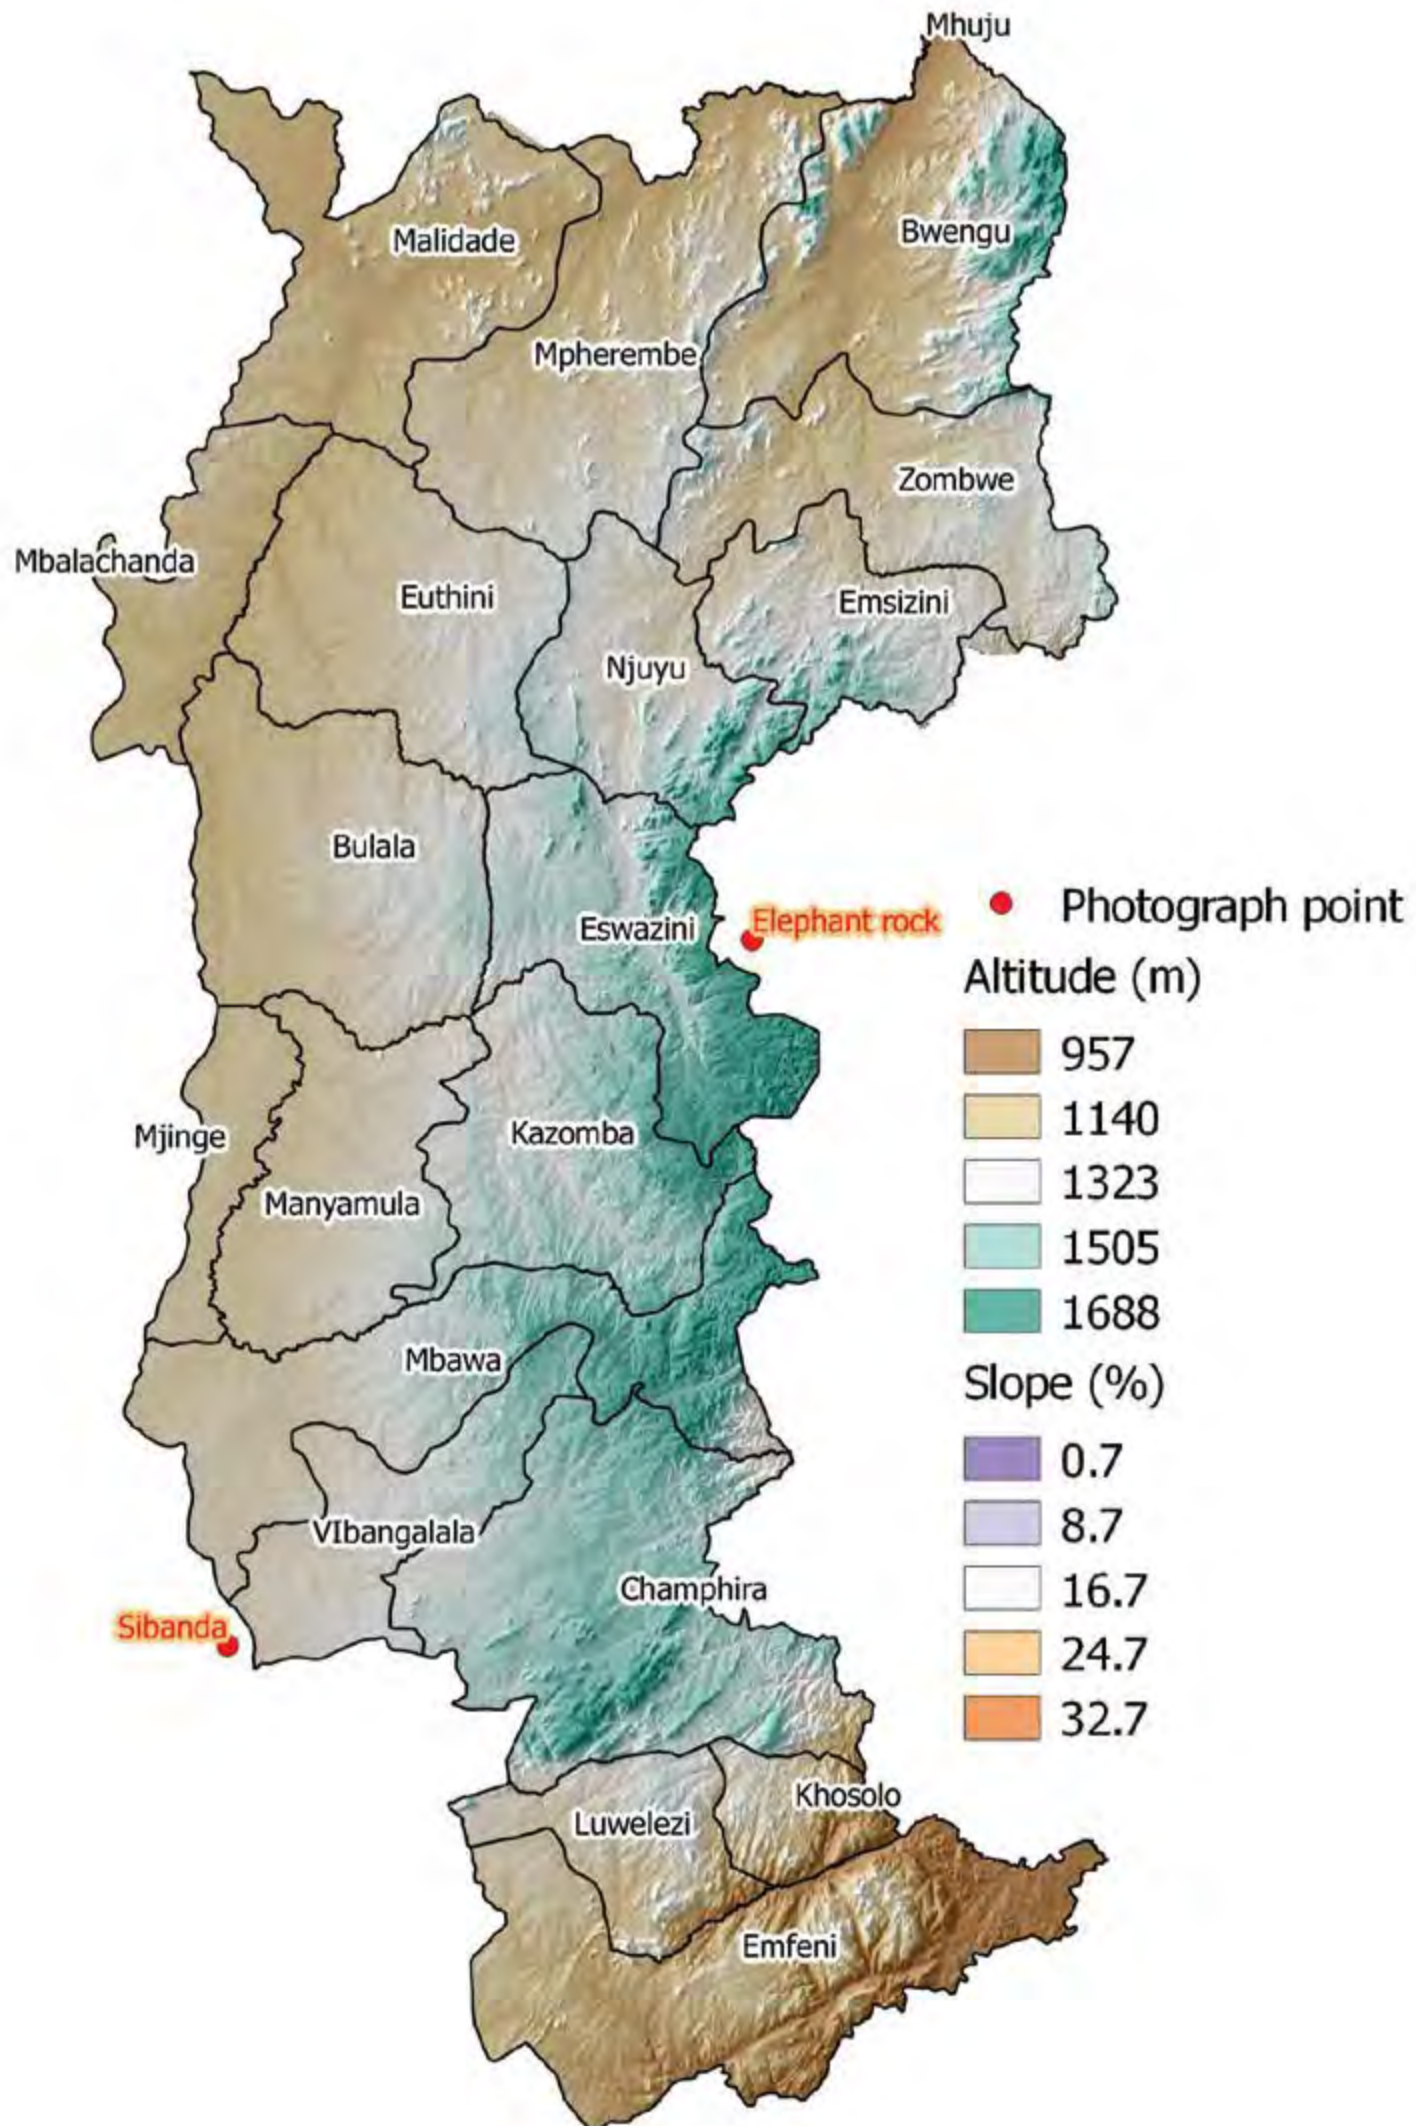 Mhuju
Malidade
Bwengu
Mpherembe
Zombwe
Mbalachanda
Euthini
Emsizini
Njuyu
Bulala
Eswazini
Elephant rock
Photograph point
Altitude (m)
957
1140
1323
1505
1688
Mjinge
Kazomba
Manyamula
Mbawa
Slope (%)
0.7
8.7
16.7
24.7
32.7
VIbangalala
Champhira
Sibanda
Khosolo
Luwelezi
Emfeni